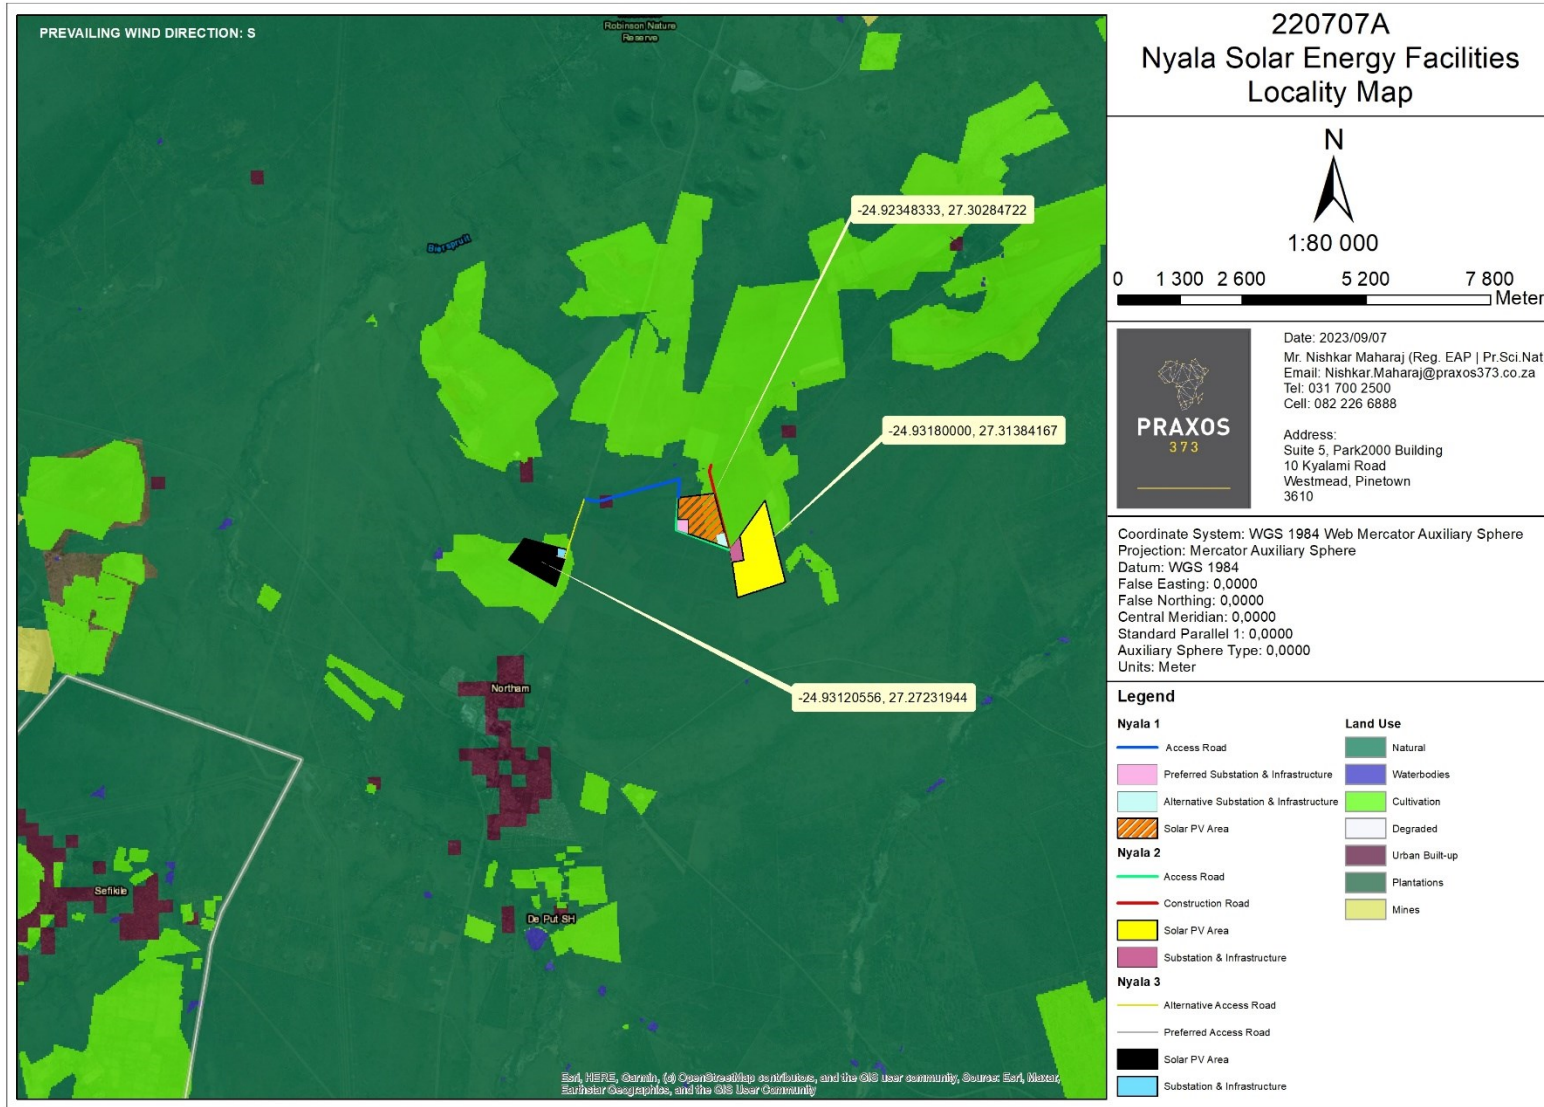 PREVAILING WIND DIRECTION: S
Robinson Nature
Reserve
Bierspruit
-24.92348333, 27.30284722
-24.93180000, 27.31384167
-24.93120556, 27.27231944
Northam
Sefikile
De Put SH
Esri, HERE, Garmin, (c) OpenStreetMap contributors, and the GIS user community, Source: Esri, Maxar,
Earthstar Geographics, and the GIS User Community
220707A
Nyala Solar Energy Facilities
Locality Map
N
1:80 000
0 1 300 2 600 5 200 7 800
Meter
PRAXOS
373
Date: 2023/09/07
Mr. Nishkar Maharaj (Reg. EAP | Pr.Sci.Nat
Email: Nishkar.Maharaj@praxos373.co.za
Tel: 031 700 2500
Cell: 082 226 6888
Address:
Suite 5, Park2000 Building
10 Kyalami Road
Westmead, Pinetown
3610
Coordinate System: WGS 1984 Web Mercator Auxiliary Sphere
Projection: Mercator Auxiliary Sphere
Datum: WGS 1984
False Easting: 0,0000
False Northing: 0,0000
Central Meridian: 0,0000
Standard Parallel 1: 0,0000
Auxiliary Sphere Type: 0,0000
Units: Meter
Legend
Nyala 1
Access Road
Preferred Substation & Infrastructure
Alternative Substation & Infrastructure
Solar PV Area
Nyala 2
Access Road
Construction Road
Solar PV Area
Substation & Infrastructure
Nyala 3
Alternative Access Road
Preferred Access Road
Solar PV Area
Substation & Infrastructure
Land Use
Natural
Waterbodies
Cultivation
Degraded
Urban Built-up
Plantations
Mines